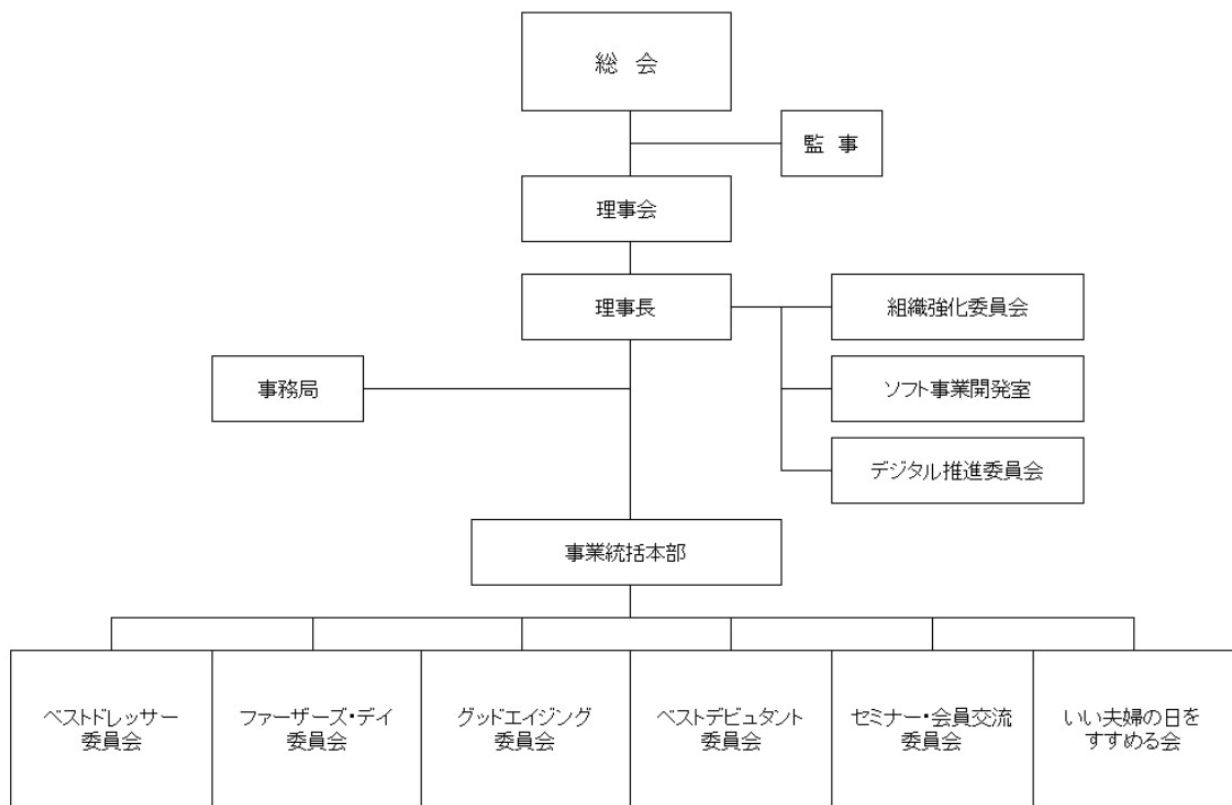 総　会
監　事
理事会
理事長
組織強化委員会
事務局
ソフト事業開発室
デジタル推進委員会
事業統括本部
ベストドレッサー
委員会
ファーザーズ・デイ
委員会
グッドエイジング
委員会
ベストデビュタント
委員会
セミナー・会員交流
委員会
いい夫婦の日を
すすめる会